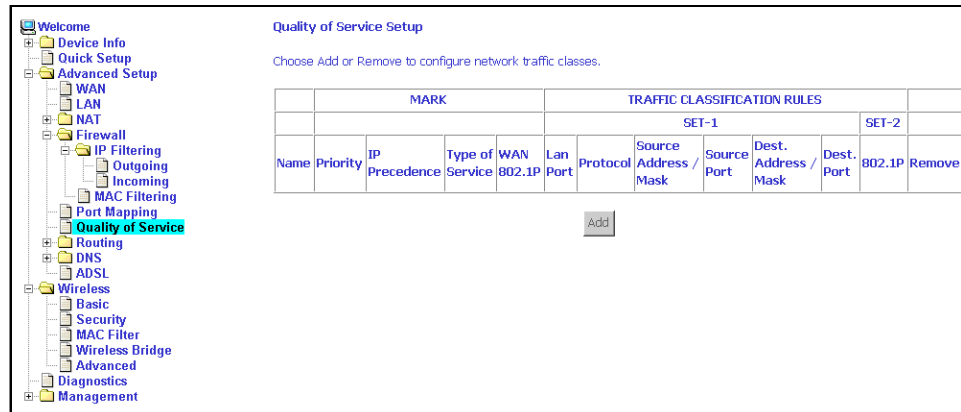 Welcome
Device Info
Quick Setup
Advanced Setup
WAN
LAN
NAT
Firewall
IP Filtering
Outgoing
Incoming
MAC Filtering
Port Mapping
Quality of Service
Routing
DNS
ADSL
Wireless
Basic
Security
MAC Filter
Wireless Bridge
Advanced
Diagnostics
Management
Quality of Service Setup
Choose Add or Remove to configure network traffic classes.
MARK TRAFFIC CLASSIFICATION RULES
SET-1 SET-2
Name Priority IP Precedence Type of Service WAN 802.1P Lan Port Protocol Source Address / Mask Source Port Dest. Address / Mask Dest. Port 802.1P Remove
Add